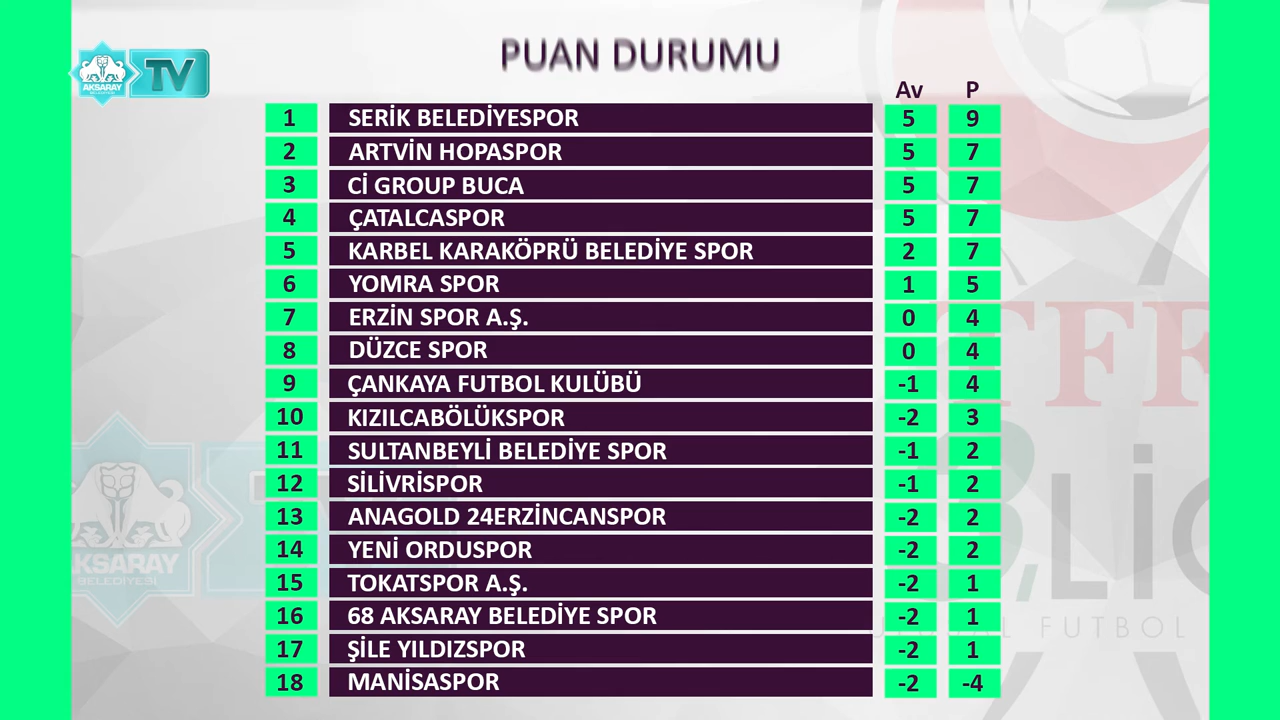 PUAN DURUMU
AKSARAY TV
BELEDİYESİ
Av P
1 SERİK BELEDİYESPOR 5 9
2 ARTVİN HOPASPOR 5 7
3 Cİ GROUP BUCA 5 7
4 ÇATALCASPOR 5 7
5 KARBEL KARAKÖPRÜ BELEDİYE SPOR 2 7
6 YOMRA SPOR 1 5
7 ERZİN SPOR A.Ş. 0 4
8 DÜZCE SPOR 0 4
9 ÇANKAYA FUTBOL KULÜBÜ -1 4
10 KIZILCABÖLÜKSPOR -2 3
11 SULTANBEYLİ BELEDİYE SPOR -1 2
12 SİLİVRİSPOR -1 2
13 ANAGOLD 24ERZİNCANSPOR -2 2
14 YENİ ORDUSPOR -2 2
15 TOKATSPOR A.Ş. -2 1
16 68 AKSARAY BELEDİYE SPOR -2 1
17 ŞİLE YILDIZSPOR -2 1
18 MANİSASPOR -2 -4
TFF
LİG
FUTBOL
AKSARAY
BELEDİYESİ